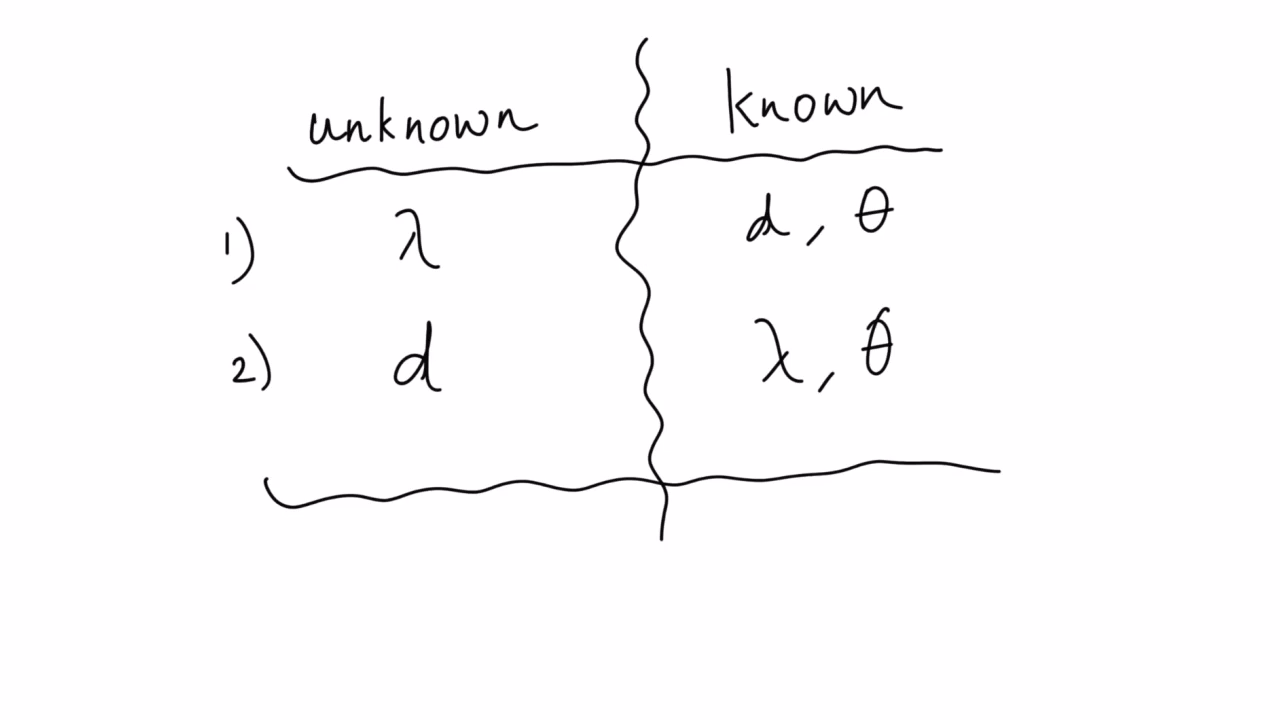 unknown known
1) λ d, θ
2) d λ, θ